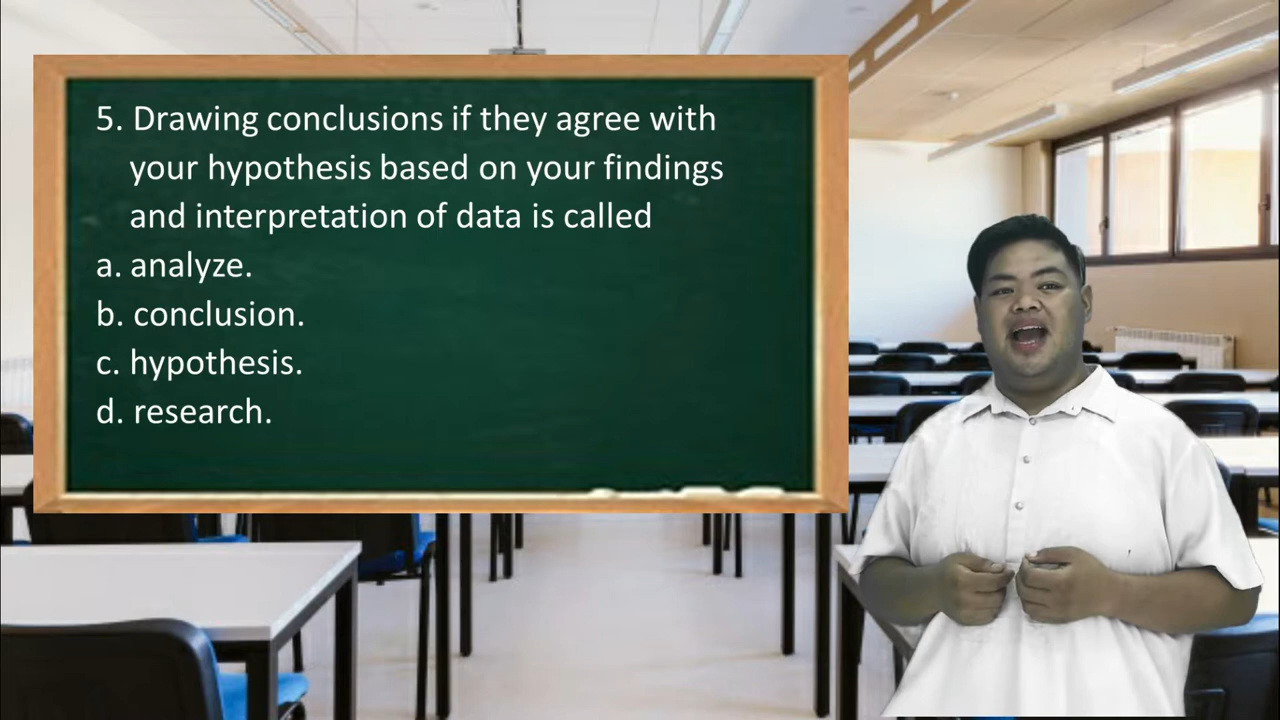 5. Drawing conclusions if they agree with
your hypothesis based on your findings
and interpretation of data is called
a. analyze.
b. conclusion.
c. hypothesis.
d. research.